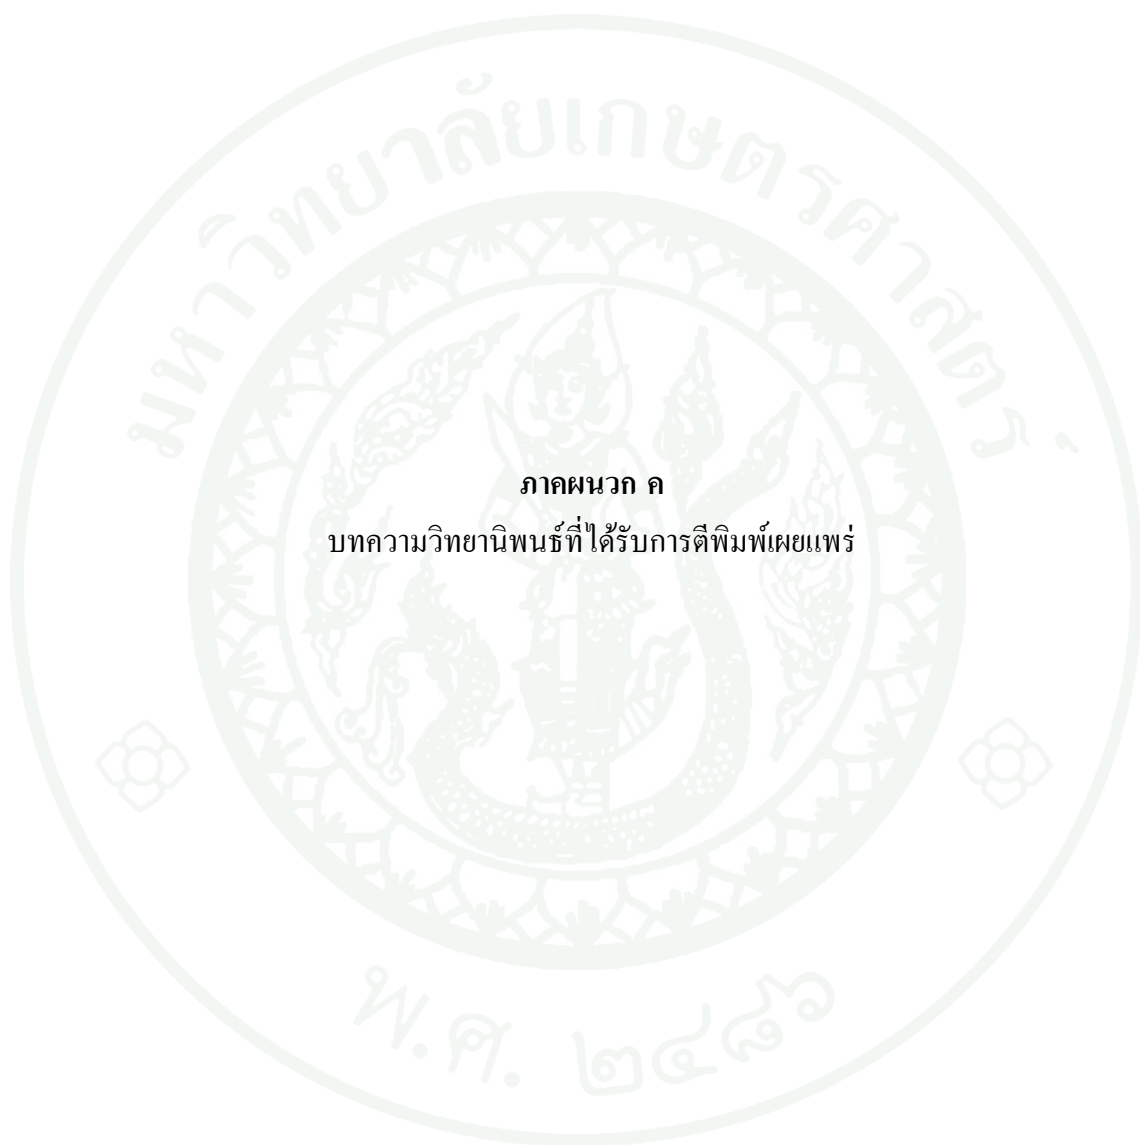 มหาวิทยาลัยเกษตรศาสตร์
ภาคผนวก ค
บทความวิทยานิพนธ์ที่ได้รับการตีพิมพ์เผยแพร่
พ.ศ. ๒๔๘๖